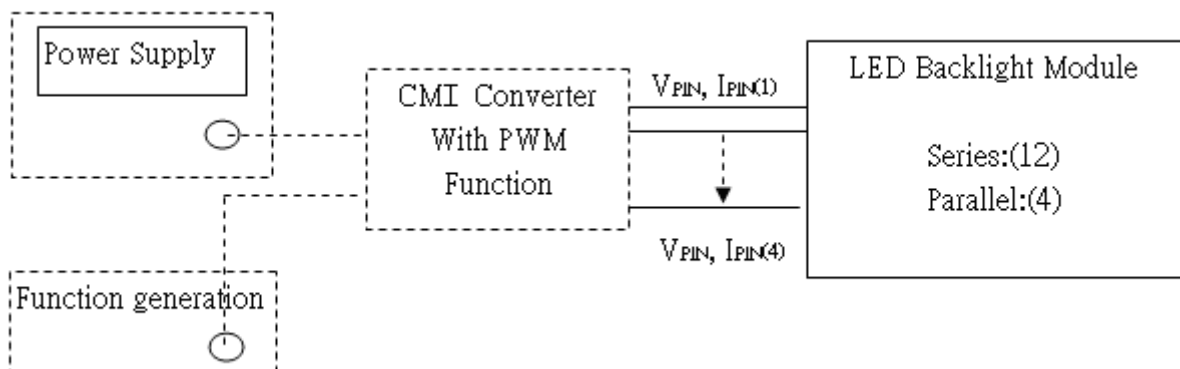 Power Supply
CMI Converter
With PWM
Function
VPIN, IPIN(1)
VPIN, IPIN(4)
LED Backlight Module
Series:(12)
Parallel:(4)
Function generation